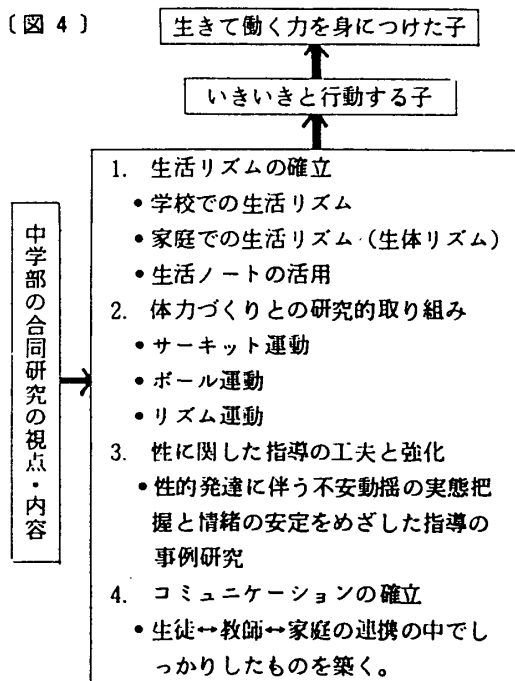 〔図 4〕
生きて働く力を身につけた子
いきいきと行動する子
中学部の合同研究の視点・内容
1. 生活リズムの確立
•学校での生活リズム
•家庭での生活リズム(生体リズム)
•生活ノートの活用
2. 体力づくりとの研究的取り組み
•サーキット運動
•ボール運動
•リズム運動
3. 性に関した指導の工夫と強化
•性的発達に伴う不安動揺の実態把
握と情緒の安定をめざした指導の
事例研究
4. コミュニケーションの確立
•生徒↔教師↔家庭の連携の中でし
っかりしたものを築く。